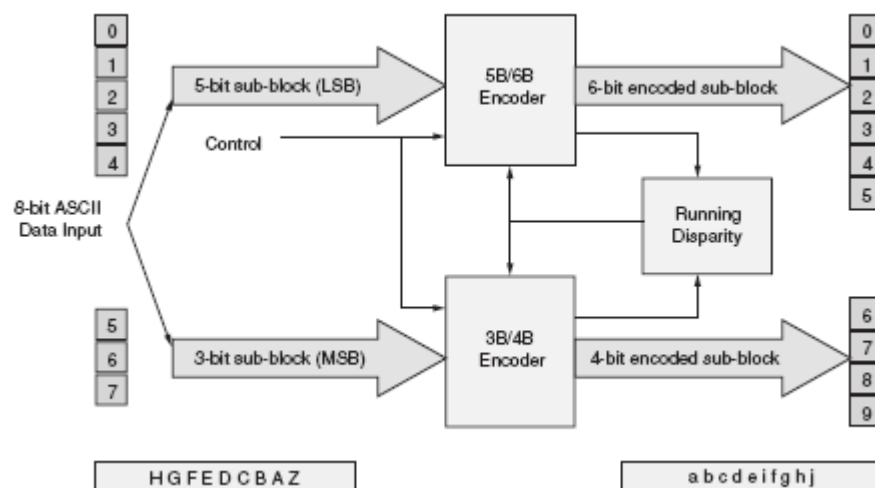 0
1
2
3
4
5-bit sub-block (LSB)
5B/6B
Encoder
6-bit encoded sub-block
0
1
2
3
4
5
Control
8-bit ASCII
Data Input
Running
Disparity
5
6
7
3-bit sub-block (MSB)
3B/4B
Encoder
4-bit encoded sub-block
6
7
8
9
H G F E D C B A Z
a b c d e i f g h j